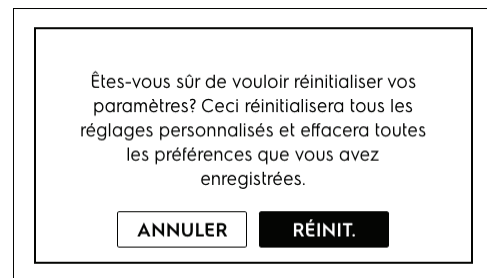 Êtes-vous sûr de vouloir réinitialiser vos
paramètres? Ceci réinitialisera tous les
réglages personnalisés et effacera toutes
les préférences que vous avez
enregistrées.
ANNULER
RÉINIT.